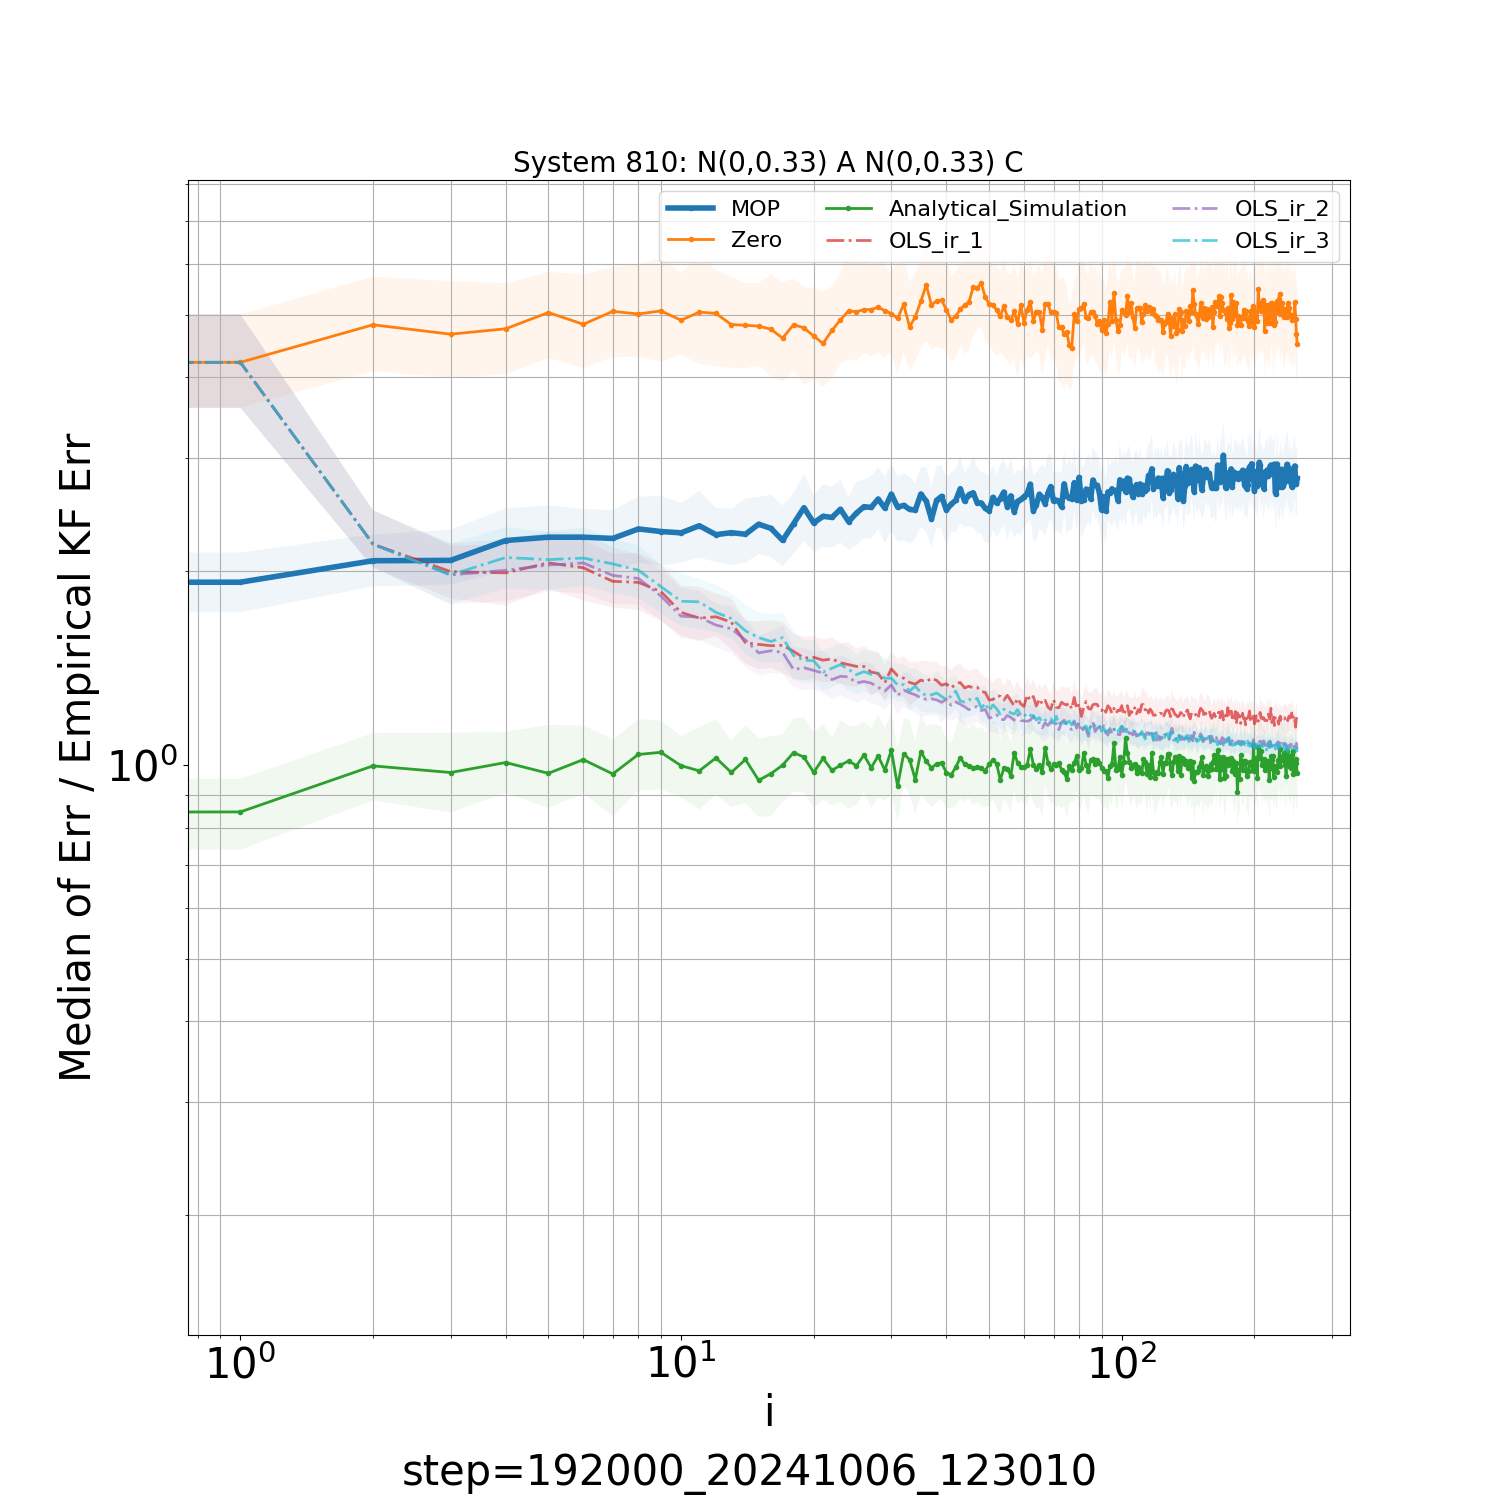 System 810: N(0,0.33) A N(0,0.33) C
MOP
Zero
Analytical_Simulation
OLS_ir_1
OLS_ir_2
OLS_ir_3
Median of Err / Empirical KF Err
10⁰
10⁰
10¹
10²
i
step=192000_20241006_123010